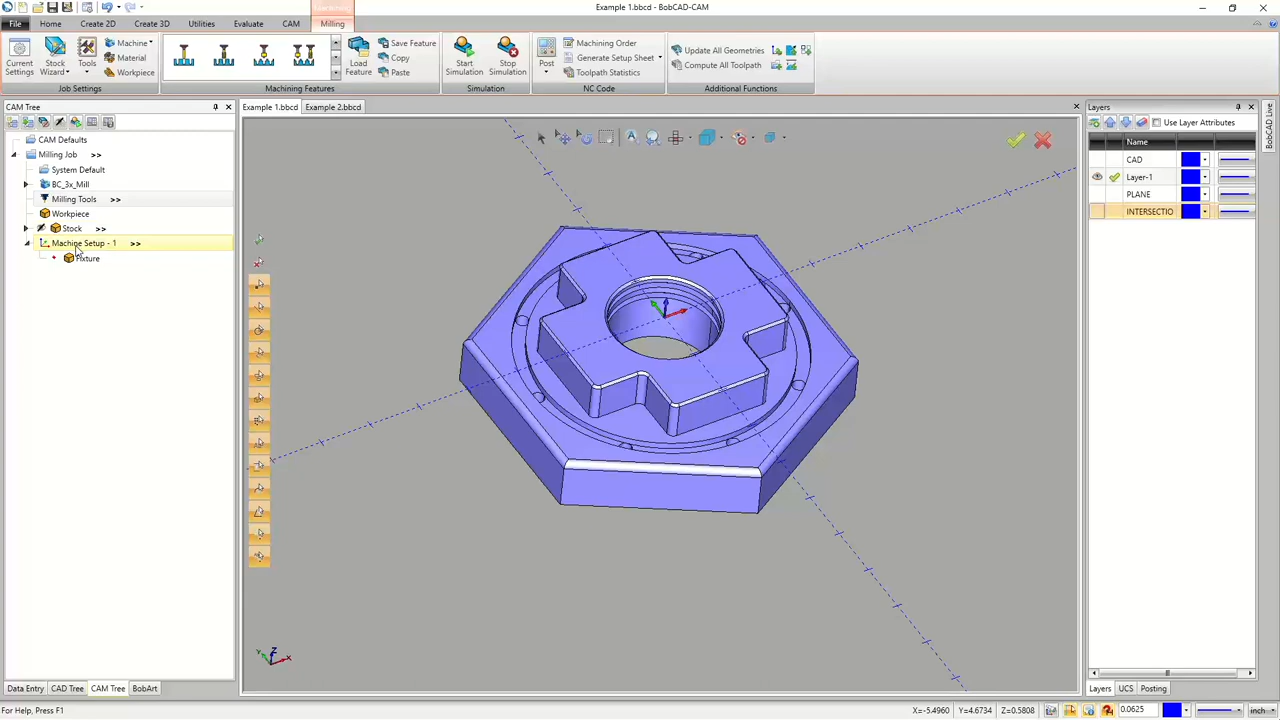 Machining
Example 1.bbcd - BobCAD-CAM
File
Home
Create 2D
Create 3D
Utilities
Evaluate
CAM
Milling
Current Settings
Stock Wizard
Tools
Machine
Material
Workpiece
Job Settings
Machining Features
Load Feature
Save Feature
Copy
Paste
Start Simulation
Stop Simulation
Simulation
Post
Machining Order
Generate Setup Sheet
Toolpath Statistics
NC Code
Update All Geometries
Compute All Toolpath
Additional Functions
CAM Tree
CAM Defaults
Milling Job >>
System Default
BC_3x_Mill
Milling Tools >>
Workpiece
Stock >>
Machine Setup - 1 >>
Fixture
Example 1.bbcd
Example 2.bbcd
Z
Y
X
Layers
Use Layer Attributes
Name
CAD
Layer-1
PLANE
INTERSECTIO
BobCAD Live
Data Entry
CAD Tree
CAM Tree
BobArt
Layers
UCS
Posting
For Help, Press F1
X=-5.4960
Y=4.6734
Z=0.5808
0.0625
inch